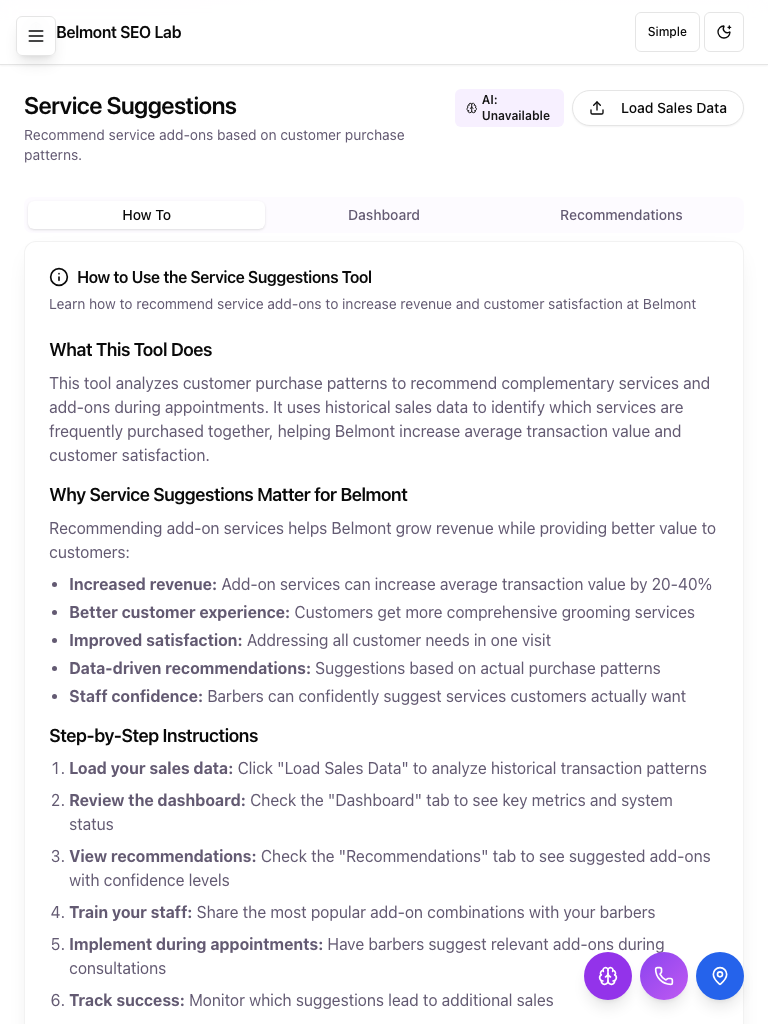 Belmont SEO Lab
Simple
Service Suggestions
Recommend service add-ons based on customer purchase
patterns.
AI:
Unavailable
Load Sales Data
How To
Dashboard
Recommendations
How to Use the Service Suggestions Tool
Learn how to recommend service add-ons to increase revenue and customer satisfaction at Belmont
What This Tool Does
This tool analyzes customer purchase patterns to recommend complementary services and
add-ons during appointments. It uses historical sales data to identify which services are
frequently purchased together, helping Belmont increase average transaction value and
customer satisfaction.
Why Service Suggestions Matter for Belmont
Recommending add-on services helps Belmont grow revenue while providing better value to
customers:
• Increased revenue: Add-on services can increase average transaction value by 20-40%
• Better customer experience: Customers get more comprehensive grooming services
• Improved satisfaction: Addressing all customer needs in one visit
• Data-driven recommendations: Suggestions based on actual purchase patterns
• Staff confidence: Barbers can confidently suggest services customers actually want
Step-by-Step Instructions
1. Load your sales data: Click "Load Sales Data" to analyze historical transaction patterns
2. Review the dashboard: Check the "Dashboard" tab to see key metrics and system
status
3. View recommendations: Check the "Recommendations" tab to see suggested add-ons
with confidence levels
4. Train your staff: Share the most popular add-on combinations with your barbers
5. Implement during appointments: Have barbers suggest relevant add-ons during
consultations
6. Track success: Monitor which suggestions lead to additional sales